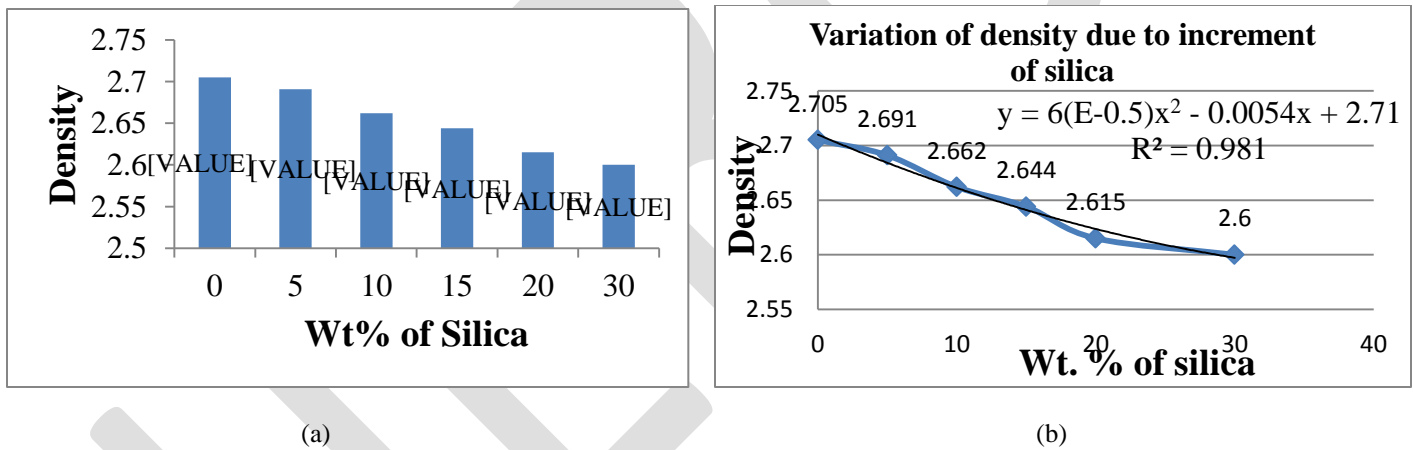 2.75
2.7
2.65
2.6
2.55
2.5
Density
[VALUE] [VALUE] [VALUE] [VALUE] [VALUE] [VALUE]
0 5 10 15 20 30
Wt% of Silica
(a)
Variation of density due to increment
of silica
2.75
2.7
2.65
2.6
2.55
Density
2.705
2.691
2.662
2.644
2.615
2.6
y = 6(E-0.5)x² - 0.0054x + 2.71
R² = 0.981
0 10 20 30 40
Wt. % of silica
(b)